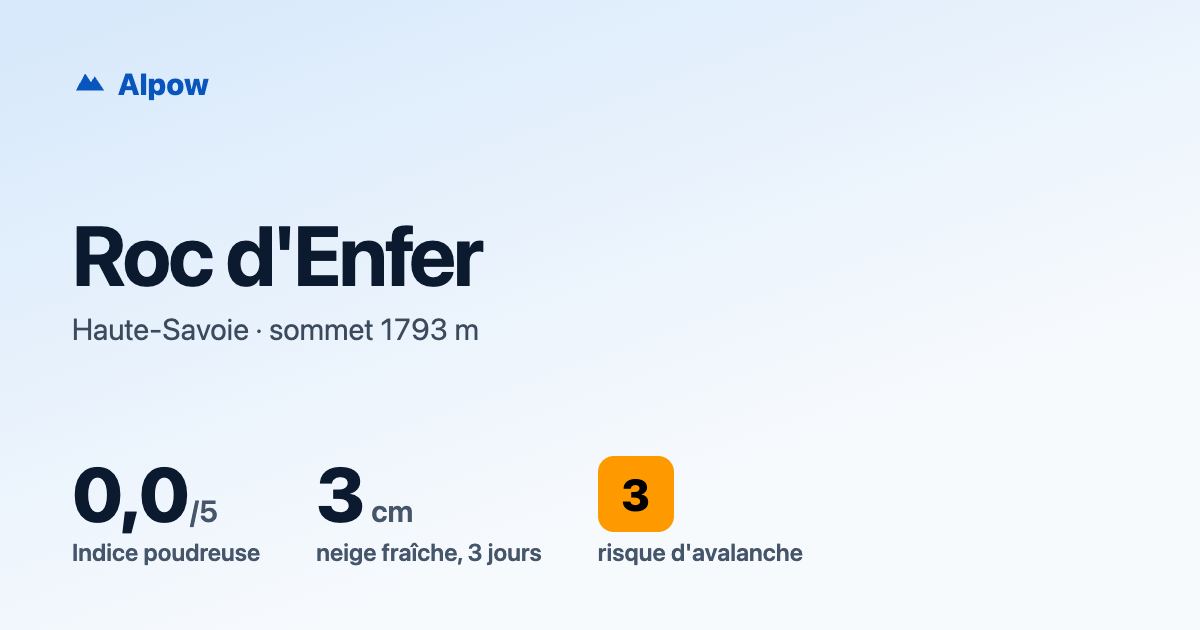 Alpow
Roc d'Enfer
Haute-Savoie · sommet 1793 m
0,0/5
Indice poudreuse
3 cm
neige fraîche, 3 jours
3
risque d'avalanche